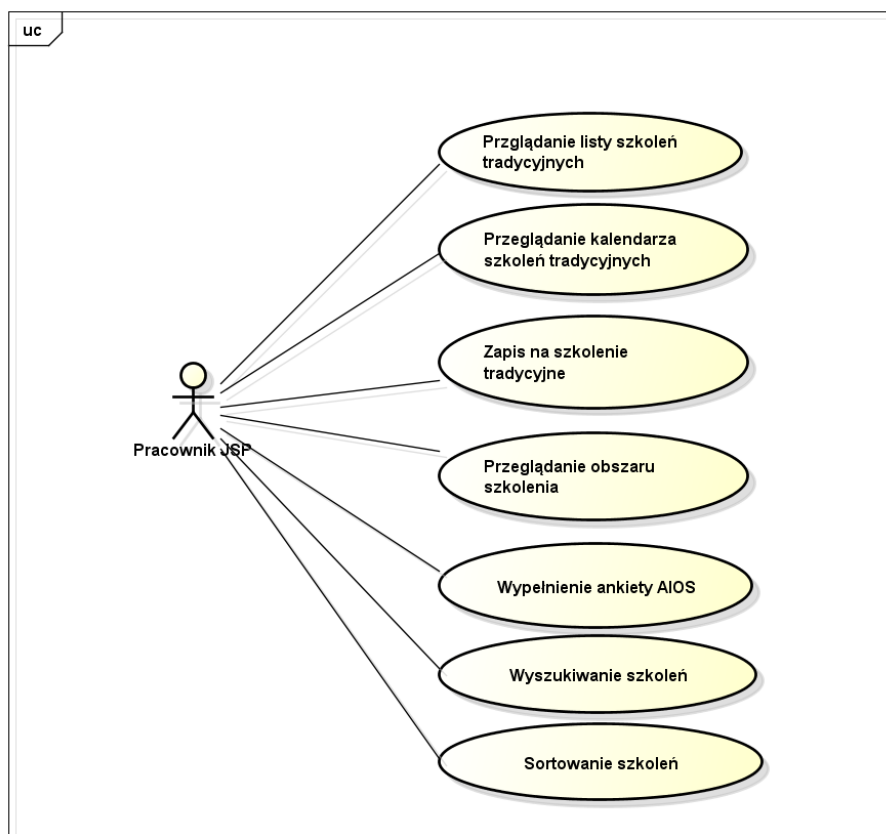 uc
Przglądanie listy szkoleń
tradycyjnych
Przeglądanie kalendarza
szkoleń tradycyjnych
Zapis na szkolenie
tradycyjne
Pracownik JSP
Przeglądanie obszaru
szkolenia
Wypełnienie ankiety AIOS
Wyszukiwanie szkoleń
Sortowanie szkoleń